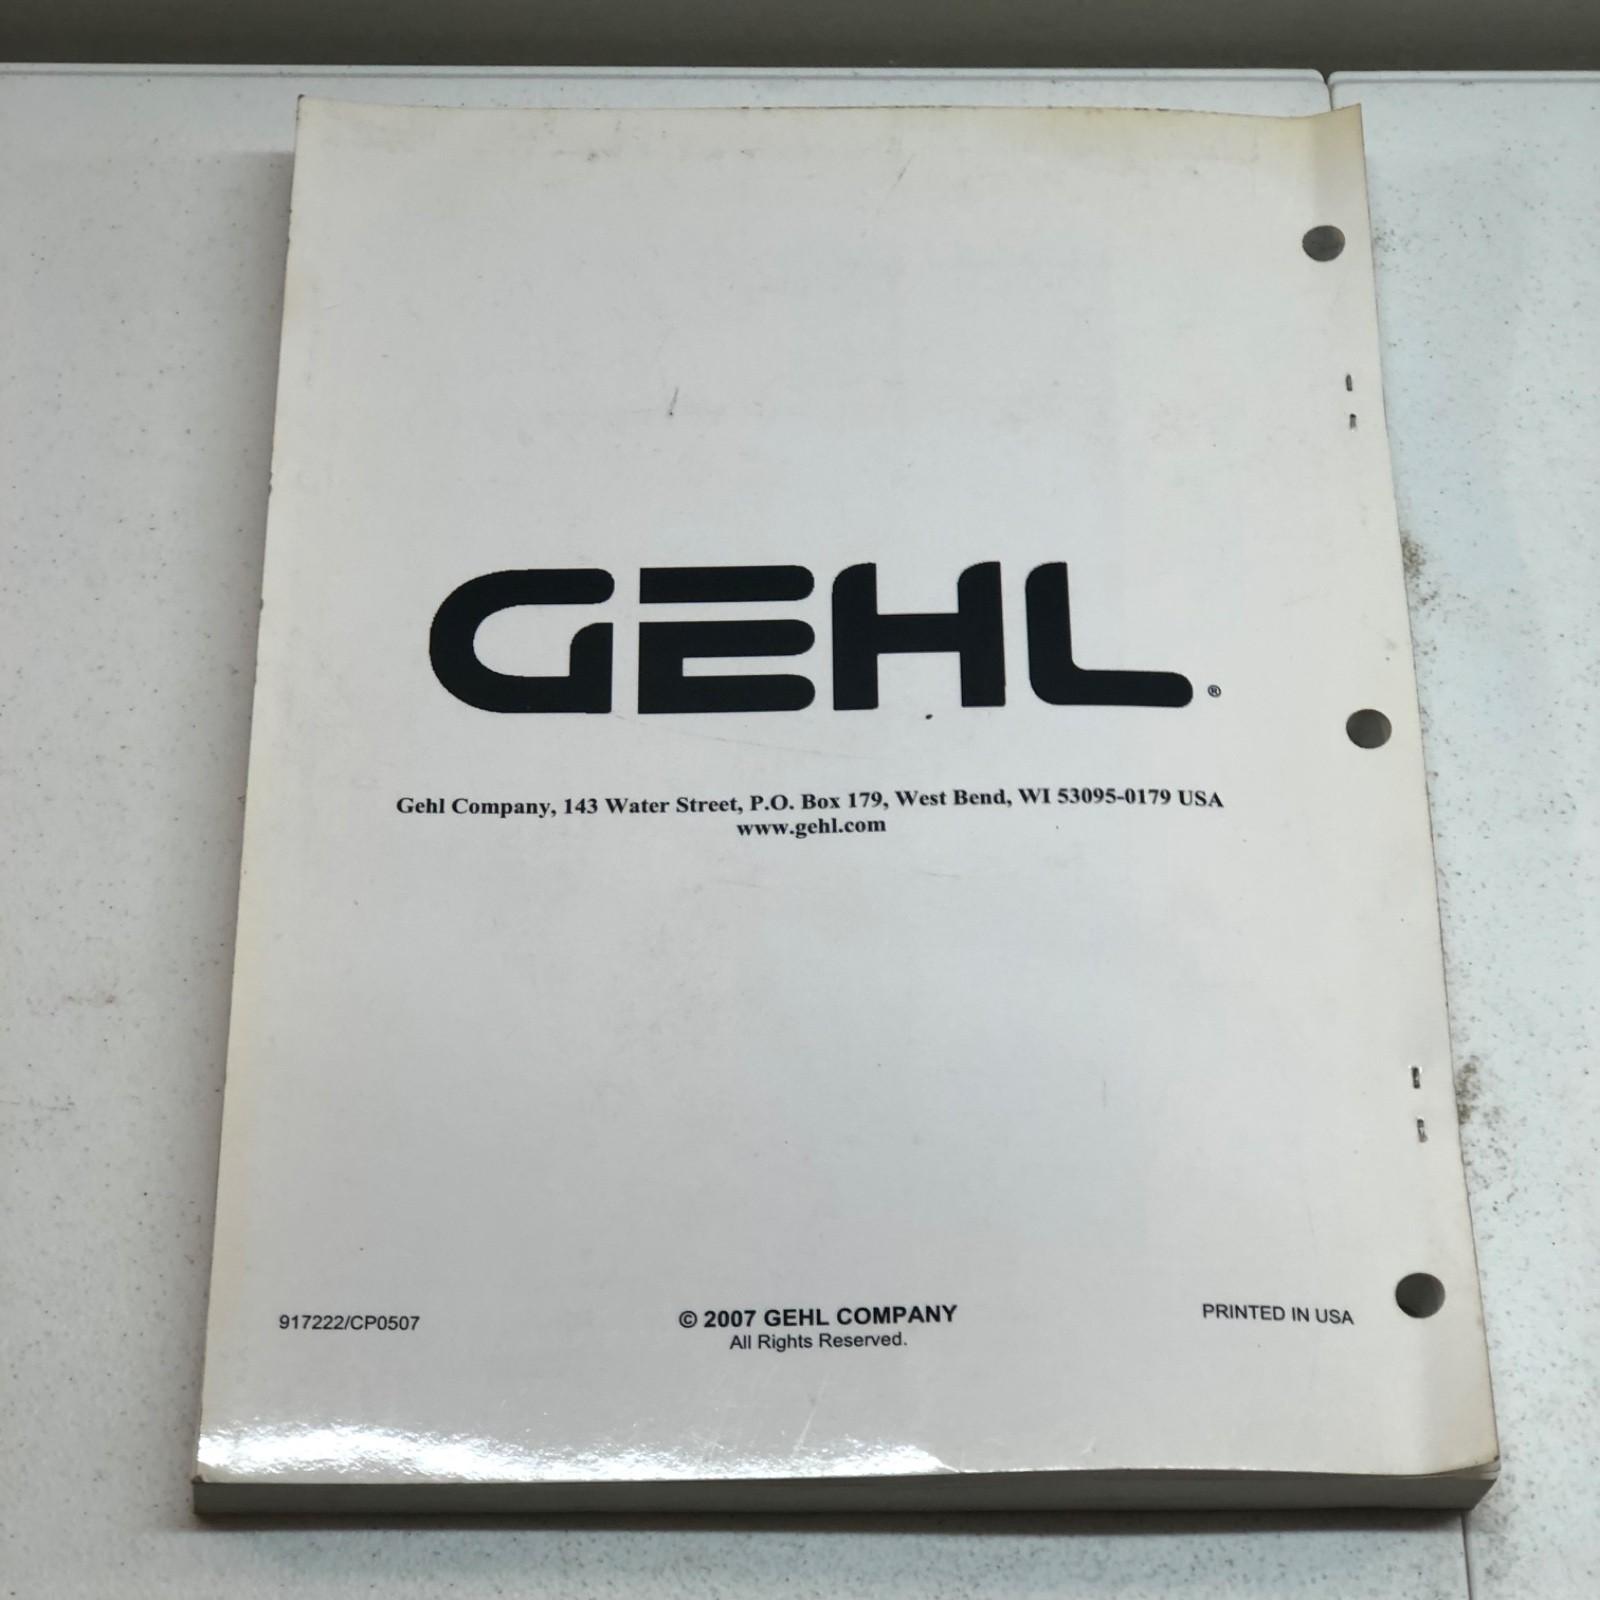 GEHL®
Gehl Company, 143 Water Street, P.O. Box 179, West Bend, WI 53095-0179 USA
www.gehl.com
917222/CP0507
© 2007 GEHL COMPANY
All Rights Reserved.
PRINTED IN USA